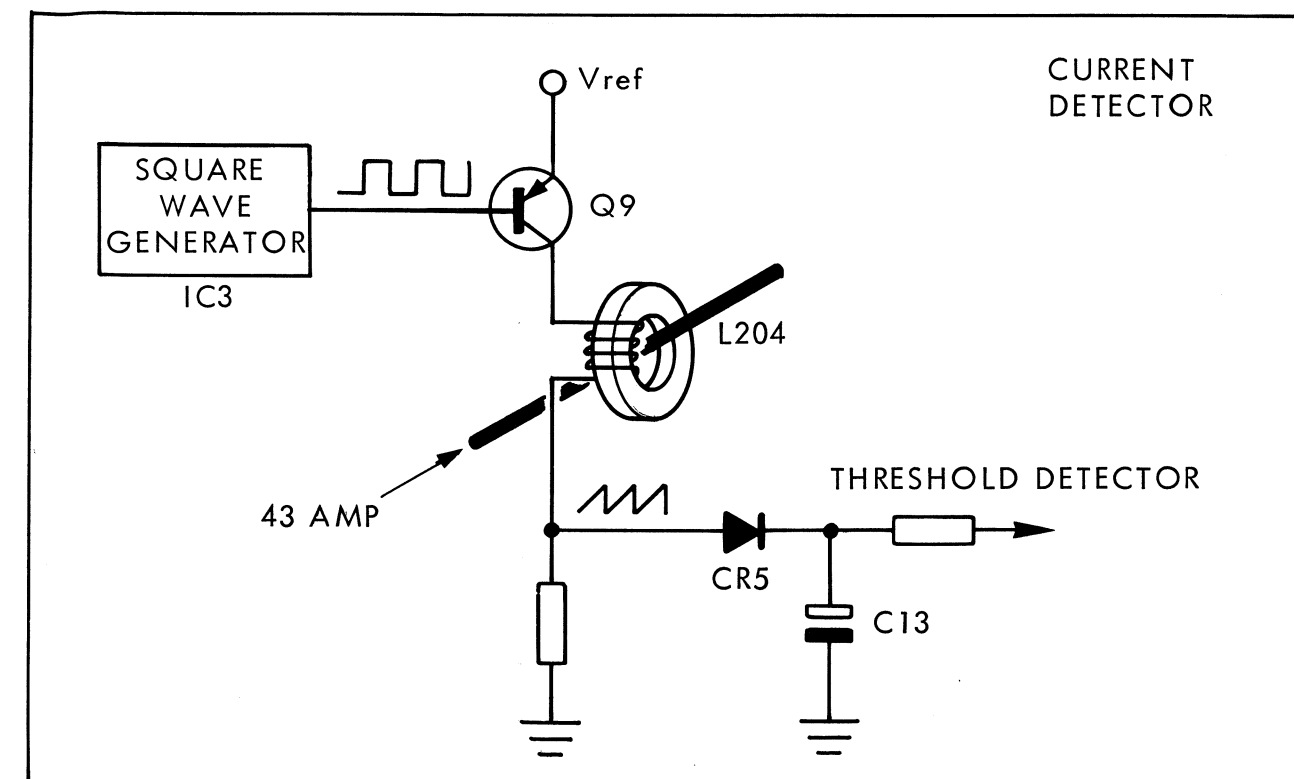 CURRENT
DETECTOR
Vref
SQUARE
WAVE
GENERATOR
IC3
Q9
L204
43 AMP
THRESHOLD DETECTOR
CR5
C13